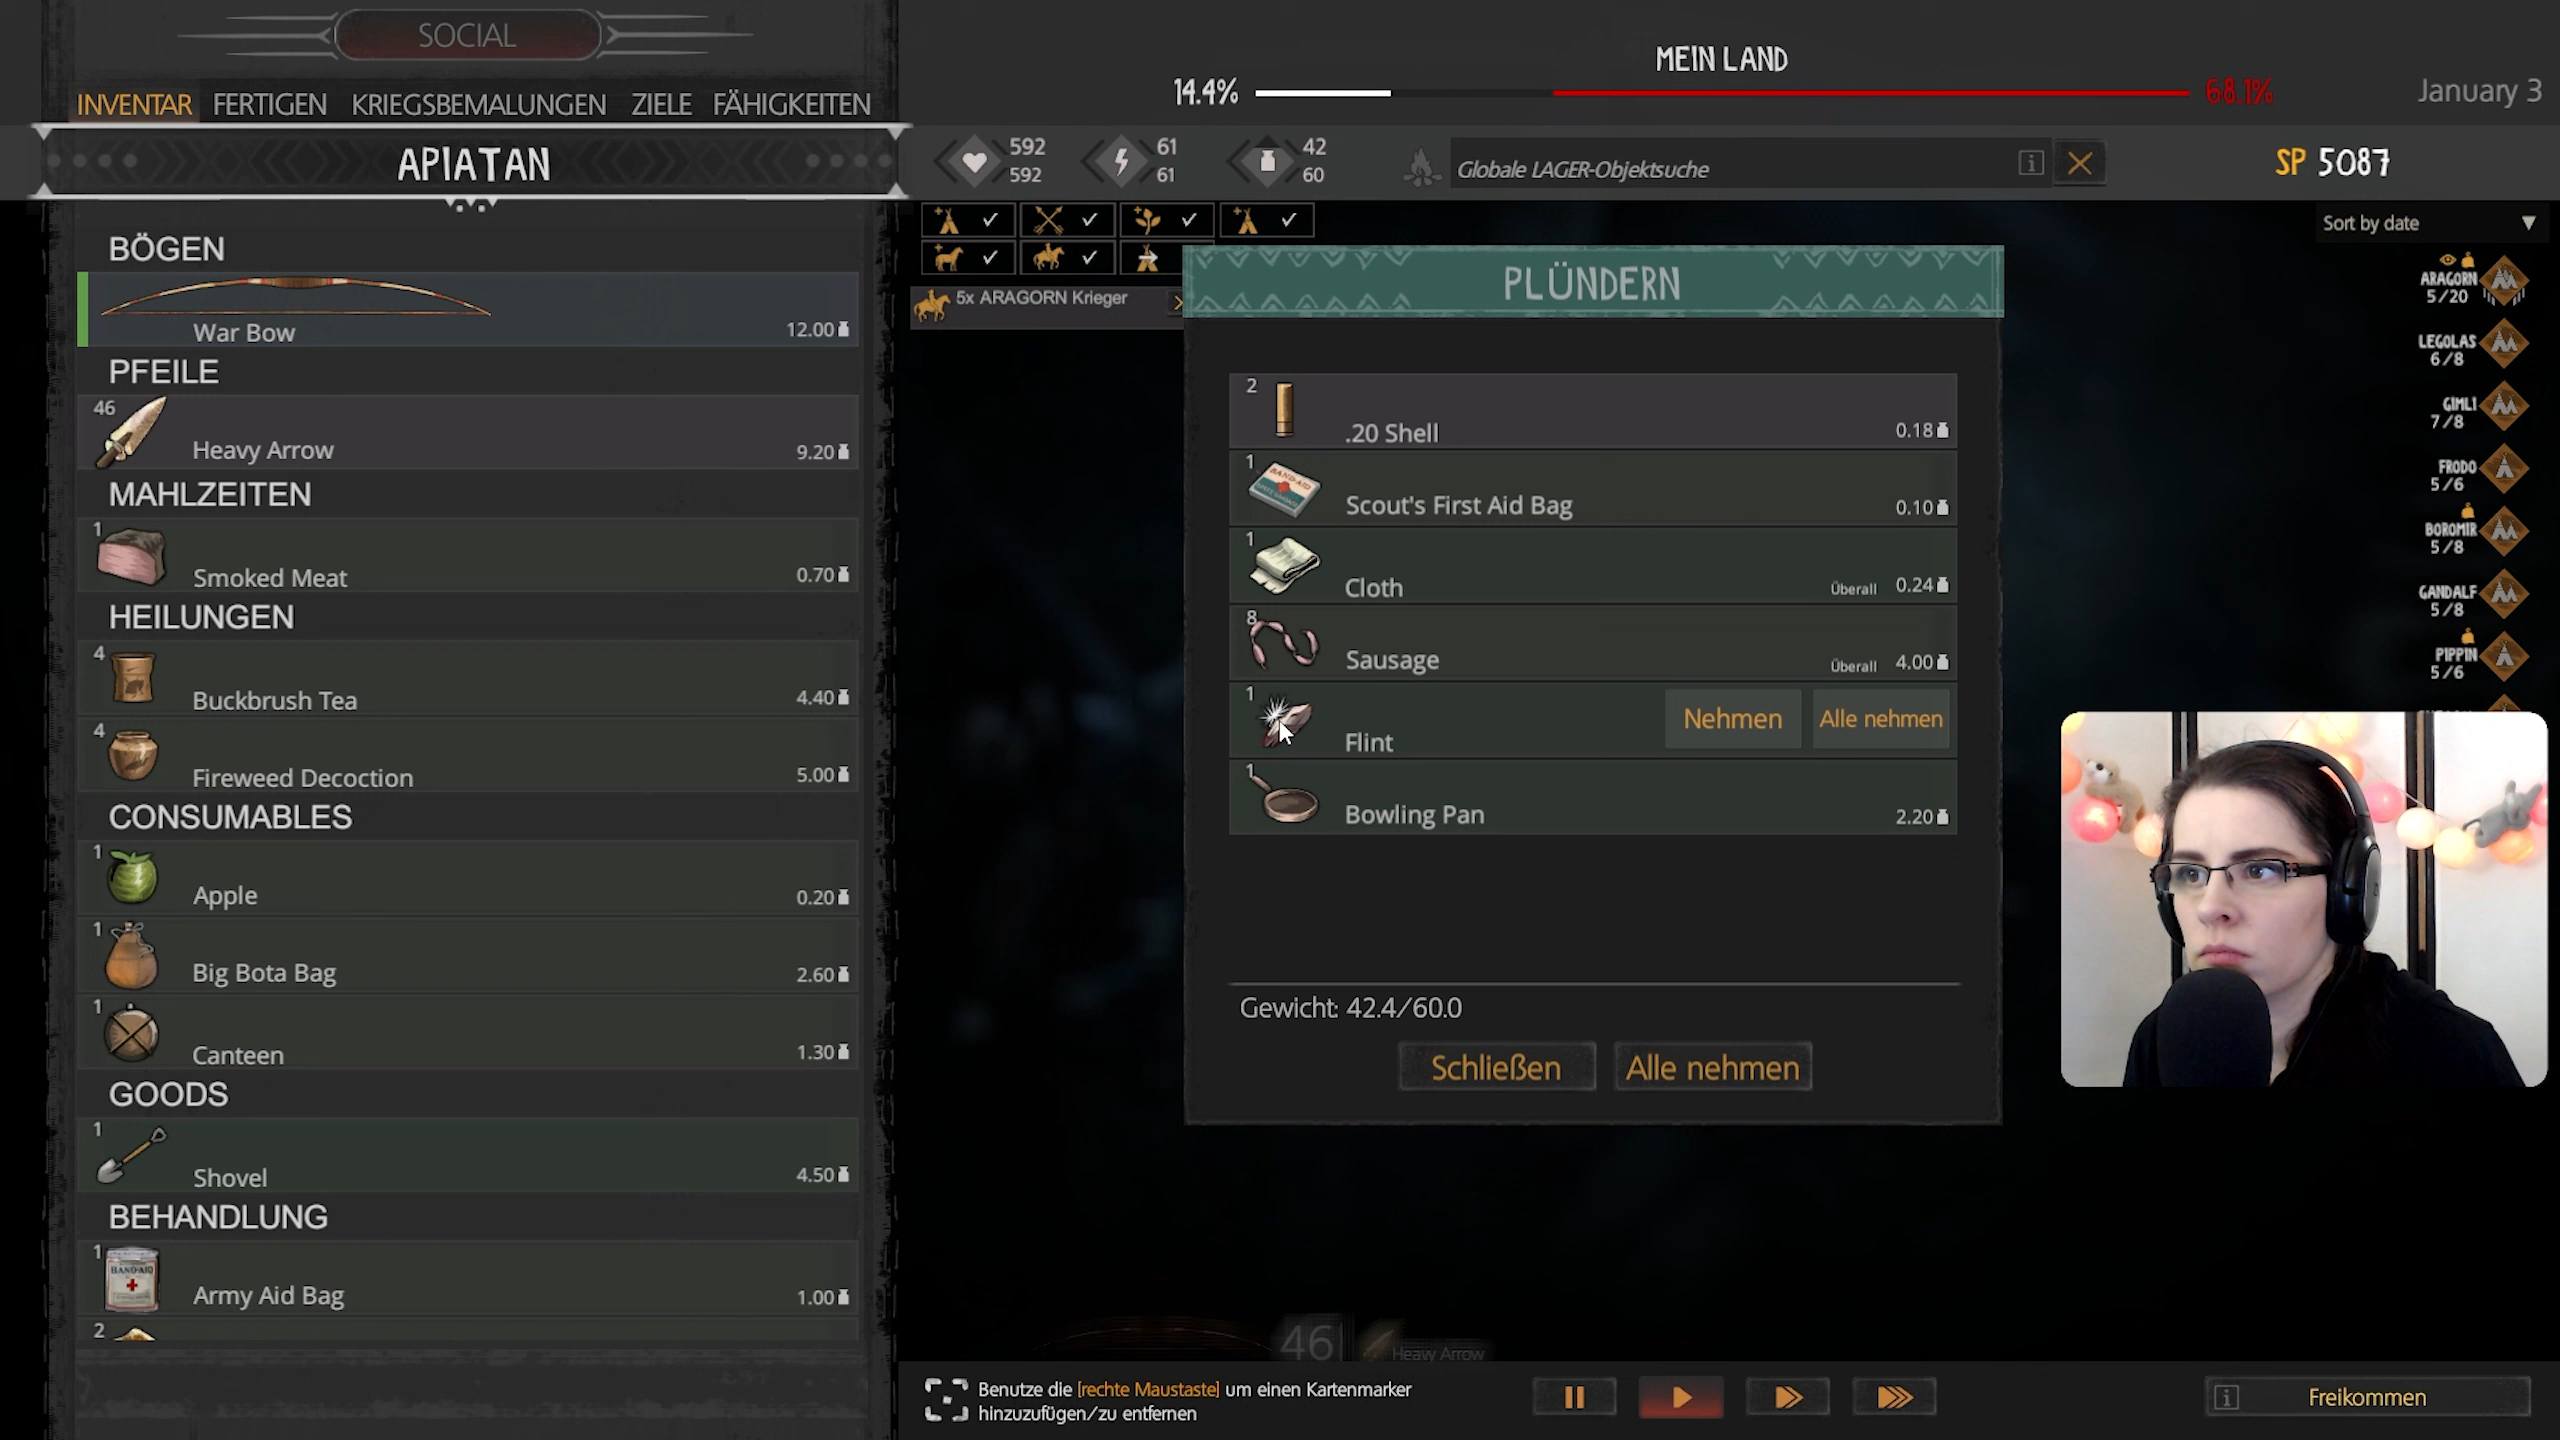 SOCIAL
INVENTAR FERTIGEN KRIEGSBEMALUNGEN ZIELE FÄHIGKEITEN
APIATAN
BÖGEN
War Bow 12.00
PFEILE
46
Heavy Arrow 9.20
MAHLZEITEN
1
Smoked Meat 0.70
HEILUNGEN
4
Buckbrush Tea 4.40
4
Fireweed Decoction 5.00
CONSUMABLES
1
Apple 0.20
1
Big Bota Bag 2.60
1
Canteen 1.30
GOODS
1
Shovel 4.50
BEHANDLUNG
1
BAND-AID
Army Aid Bag 1.00
2
MEIN LAND
14.4% 68.1%
January 3
592
592
61
61
42
60
Globale LAGER-Objektsuche
SP 5087
5x ARAGORN Krieger
PLÜNDERN
2
.20 Shell 0.18
1
BAND-AID
Scout's First Aid Bag 0.10
1
Cloth Überall 0.24
8
Sausage Überall 4.00
1
Flint Nehmen Alle nehmen
1
Bowling Pan 2.20
Gewicht: 42.4/60.0
Schließen Alle nehmen
Sort by date
ARAGORN
5/20
LEGOLAS
6/8
GIMLI
7/8
FRODO
5/6
BOROMIR
5/8
GANDALF
5/8
PIPPIN
5/6
46 Heavy Arrow
Benutze die [rechte Maustaste] um einen Kartenmarker
hinzuzufügen/zu entfernen
Freikommen